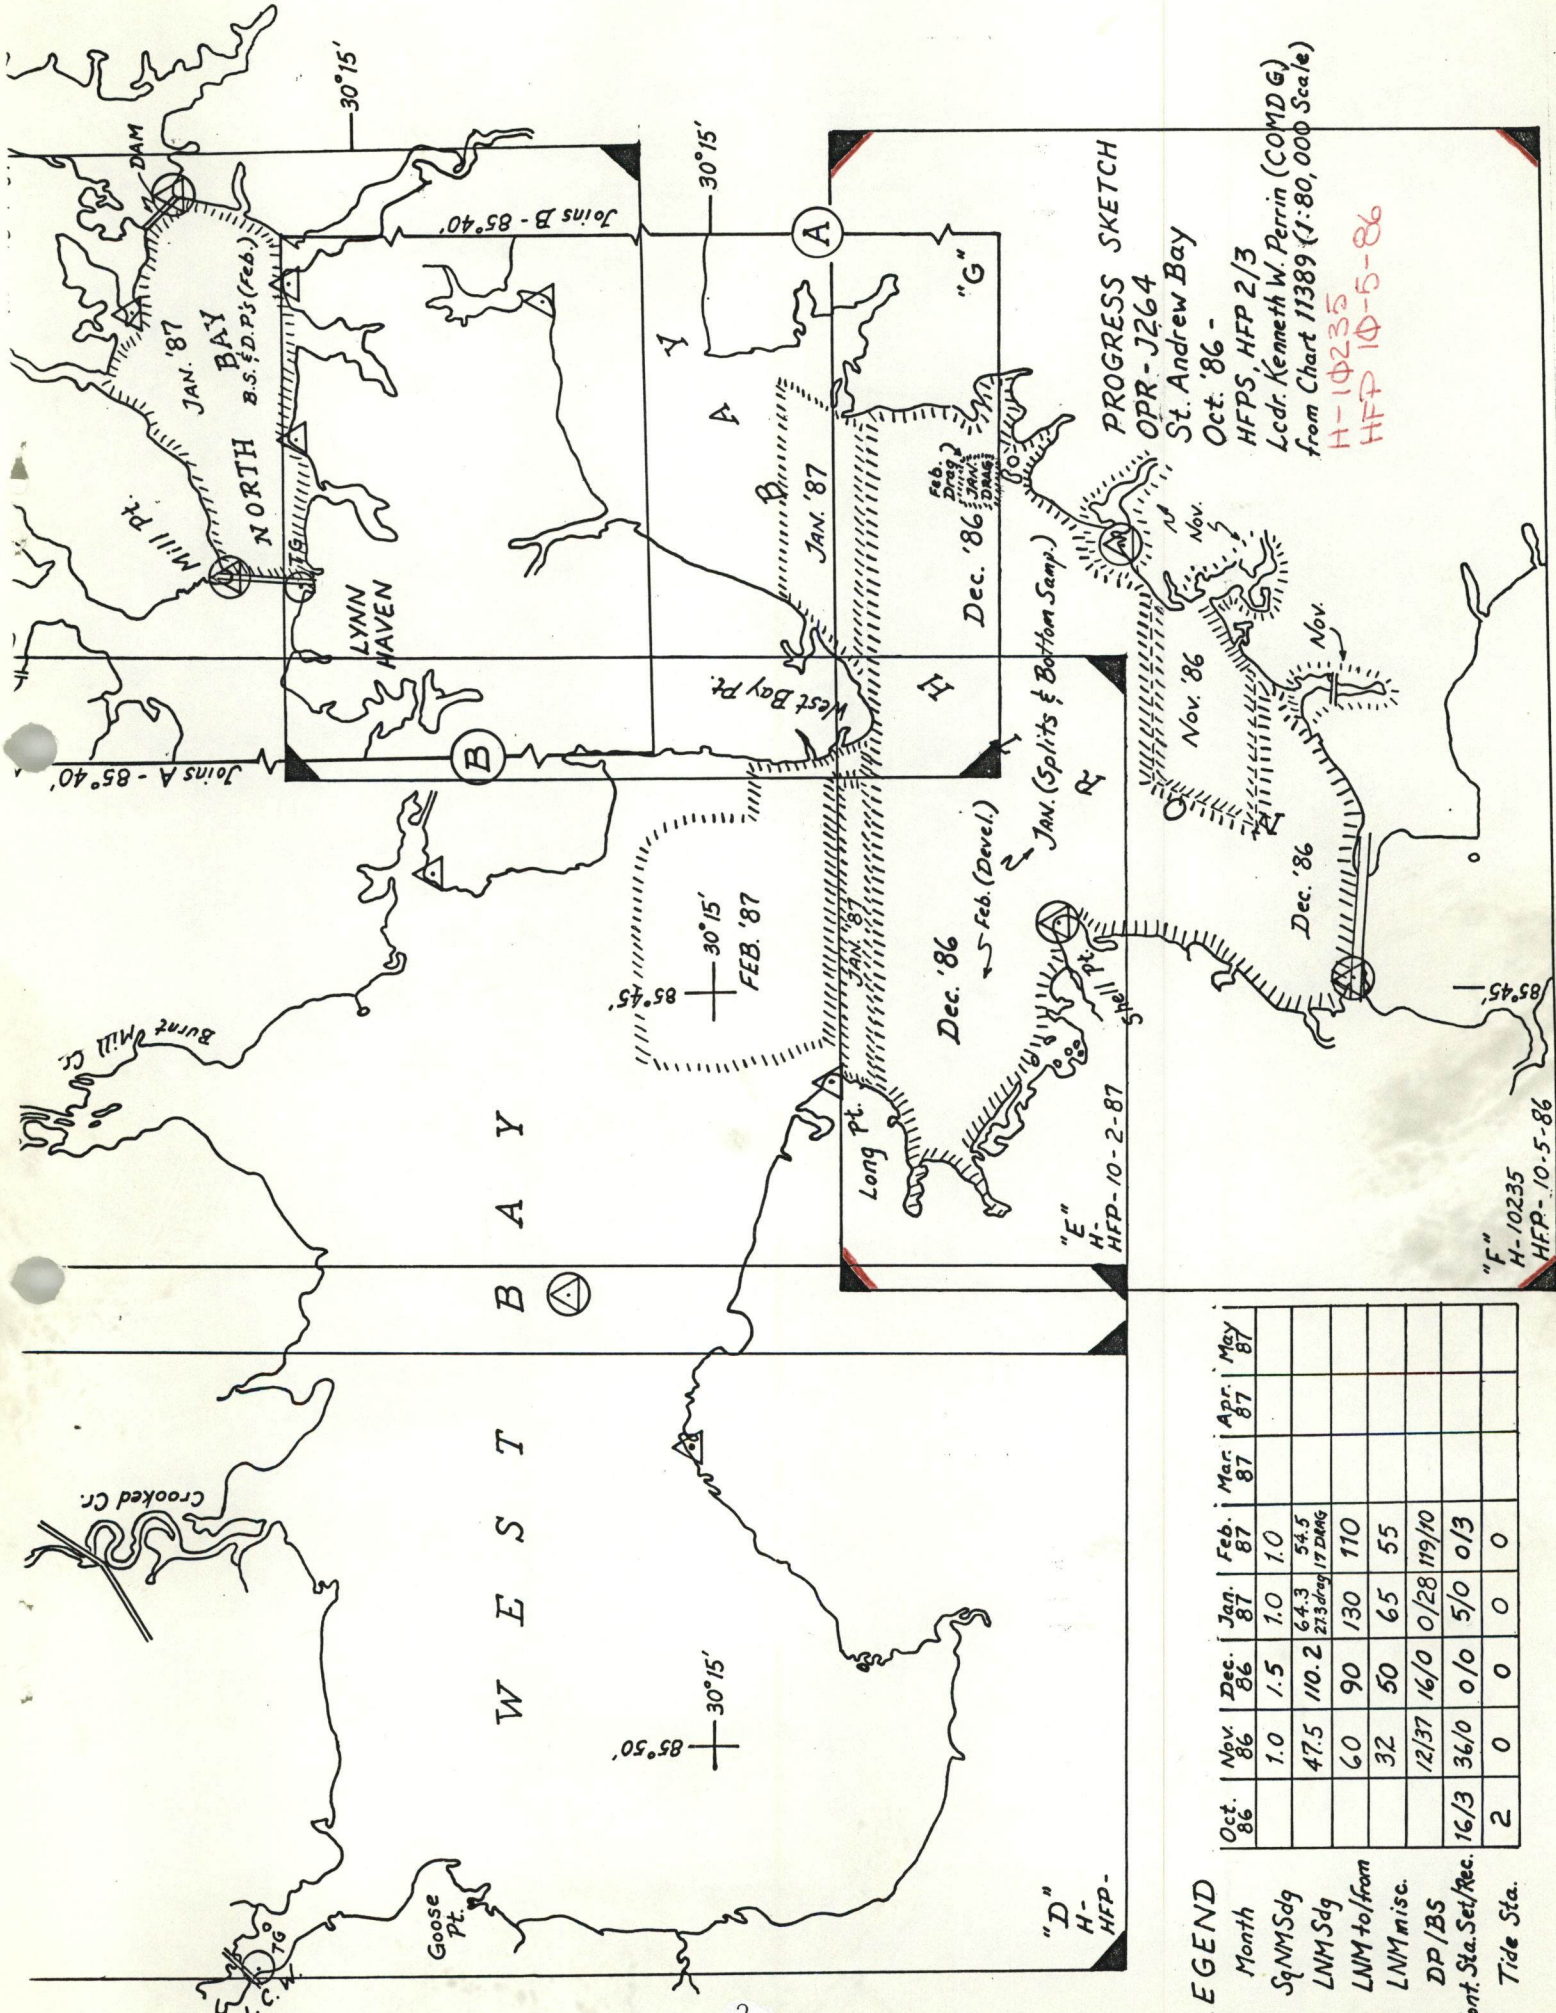 PROGRESS SKETCH
OPR-J264
St. Andrew Bay
Oct. '86 -
HFPS, HFP 2/3
Lcdr. Kenneth W. Perrin (COMDG)
from Chart 11389 (1:80,000 Scale)
H-10235
HFP 10-5-86
Crooked Cr.
Burnt Mill Cr.
Joins A - 85°40'
Mill Pt.
DAM
30°15'
NORTH
BAY
JAN. '87
B.S. & D.P.'s (Feb.)
TG
LYNN
HAVEN
Joins B - 85°40'
B
A
TG
Goose
Pt.
WEST BAY
85°50'
30°15'
85°45'
30°15'
FEB. '87
West Bay Pt.
B A Y
JAN. '87
30°15'
Long Pt.
JAN. '87
Dec. '86
Feb. (Devel.)
JAN. (Splits & Bottom Samp.)
Dec. '86
Feb.
Drag
JAN.
DRAG
"G"
N
O
R
T
H
Shell Pt.
Nov. '86
Nov.
Nov.
Dec. '86
85°45'
"D"
H-
HFP-
"E"
H-
HFP-10-2-87
"F"
H-10235
HFP-10-5-86
EGEND
Month Oct. 86 Nov. 86 Dec. 86 Jan. 87 Feb. 87 Mar. 87 Apr. 87 May 87
SqNMSdg 1.0 1.5 1.0 1.0
LNMSdg 47.5 110.2 64.3 27.3 drag 54.5 17 DRAG
LNM to/from 60 90 130 110
LNM misc. 32 50 65 55
DP/BS 12/37 16/0 0/28 119/10
ont. Sta. Set/Rec. 16/3 36/0 0/0 5/0 0/3
Tide Sta. 2 0 0 0 0